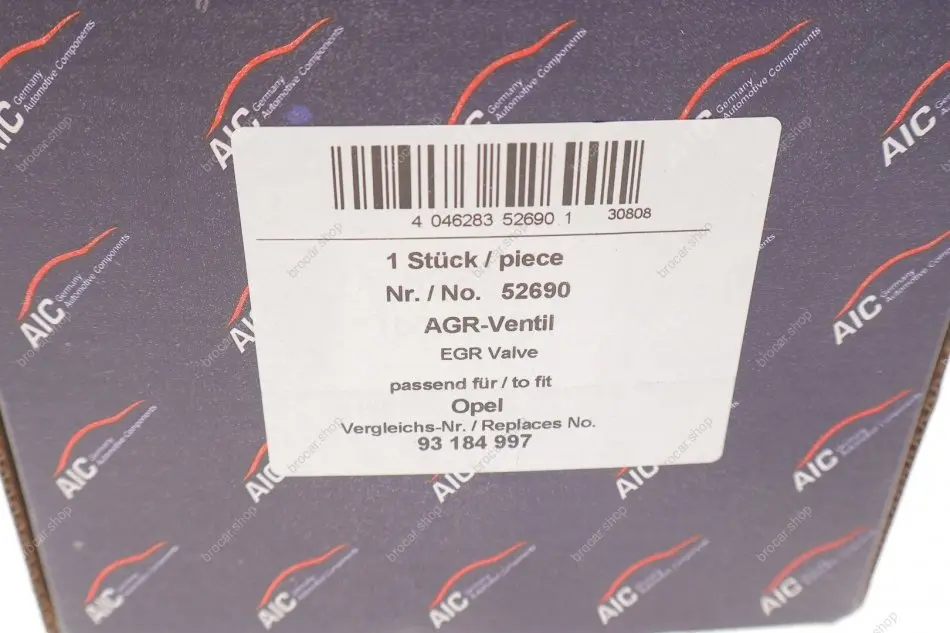 AIC Germany
Automotive Components
4 046283 52690 1 30808
1 Stück / piece
Nr. / No. 52690
AGR-Ventil
EGR Valve
passend für / to fit
Opel
Vergleichs-Nr. / Replaces No.
93 184 997
brocar.shop